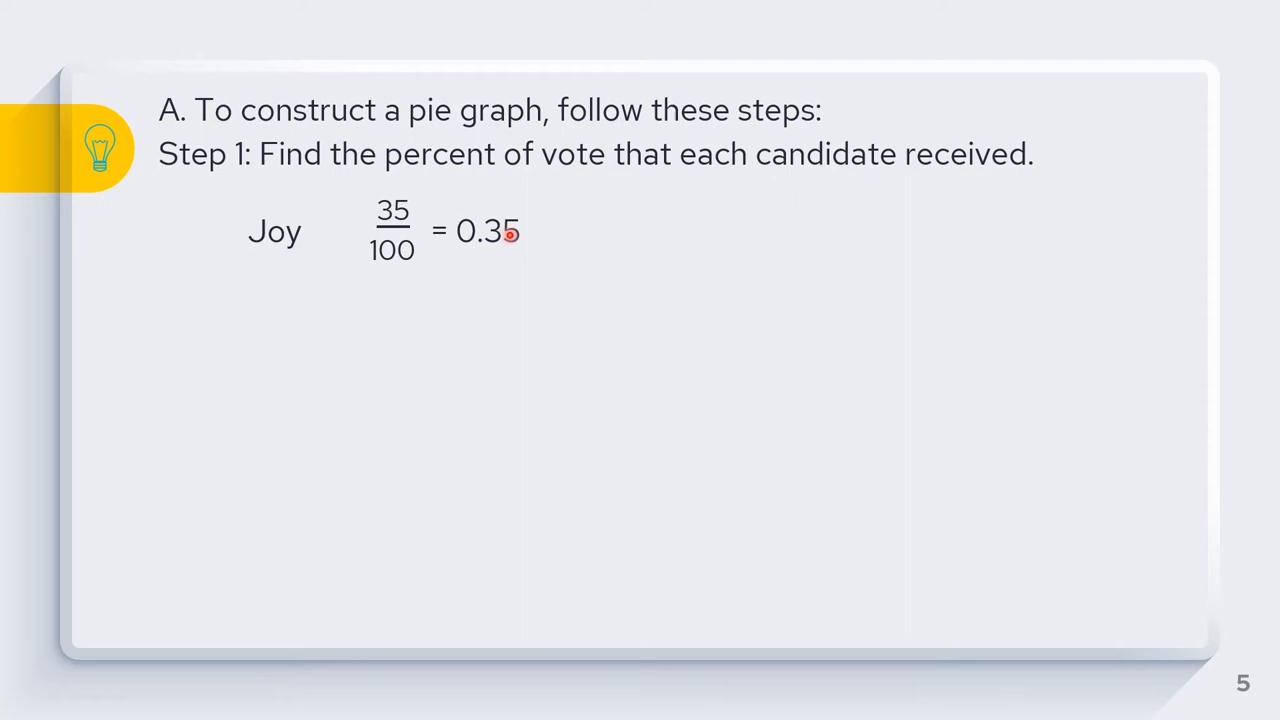 A. To construct a pie graph, follow these steps:
Step 1: Find the percent of vote that each candidate received.
Joy 35/100 = 0.35
5